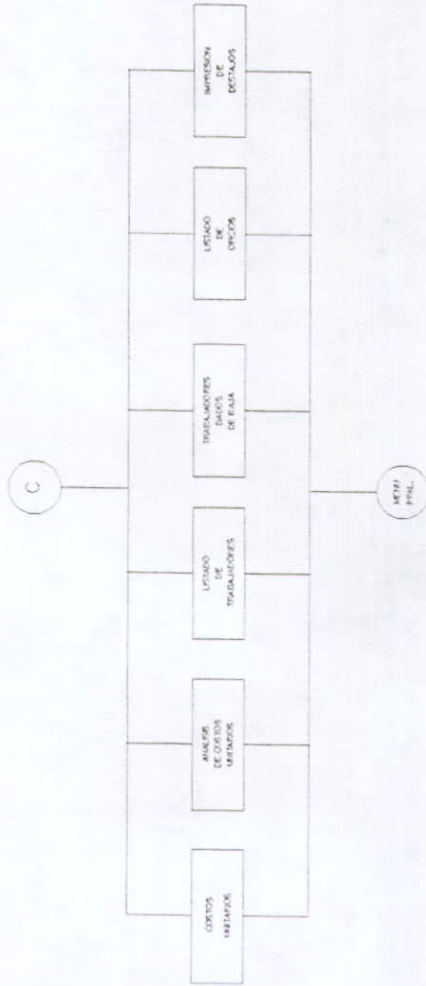 C
COSTOS
UNITARIOS
ANALISIS
DE COSTOS
UNITARIOS
LISTADO
DE
TRABAJADORES
TRABAJADORES
DADOS
DE BAJA
LISTADO
DE
OFICIOS
IMPRESION
DE
DESTAJOS
MENU
PPAL.